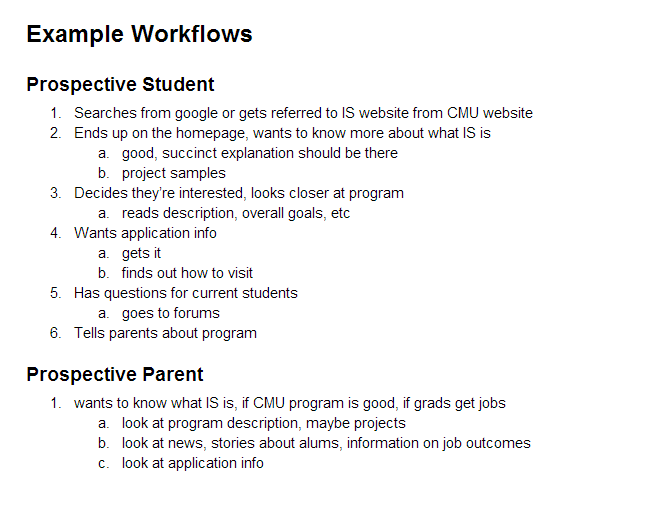 Example Workflows
Prospective Student
1. Searches from google or gets referred to IS website from CMU website
2. Ends up on the homepage, wants to know more about what IS is
a. good, succinct explanation should be there
b. project samples
3. Decides they're interested, looks closer at program
a. reads description, overall goals, etc
4. Wants application info
a. gets it
b. finds out how to visit
5. Has questions for current students
a. goes to forums
6. Tells parents about program
Prospective Parent
1. wants to know what IS is, if CMU program is good, if grads get jobs
a. look at program description, maybe projects
b. look at news, stories about alums, information on job outcomes
c. look at application info